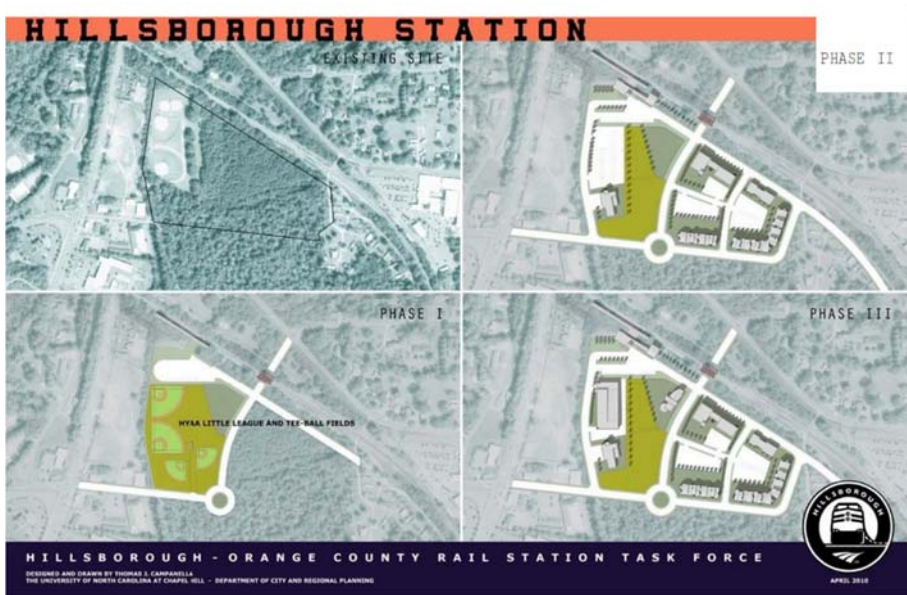 HILLSBOROUGH STATION
EXISTING SITE
PHASE II
PHASE I
HYAA LITTLE LEAGUE AND TEE-BALL FIELDS
PHASE III
HILLSBOROUGH
HILLSBOROUGH - ORANGE COUNTY RAIL STATION TASK FORCE
DESIGNED AND DRAWN BY THOMAS J. CAMPANELLA
THE UNIVERSITY OF NORTH CAROLINA AT CHAPEL HILL - DEPARTMENT OF CITY AND REGIONAL PLANNING
APRIL 2010